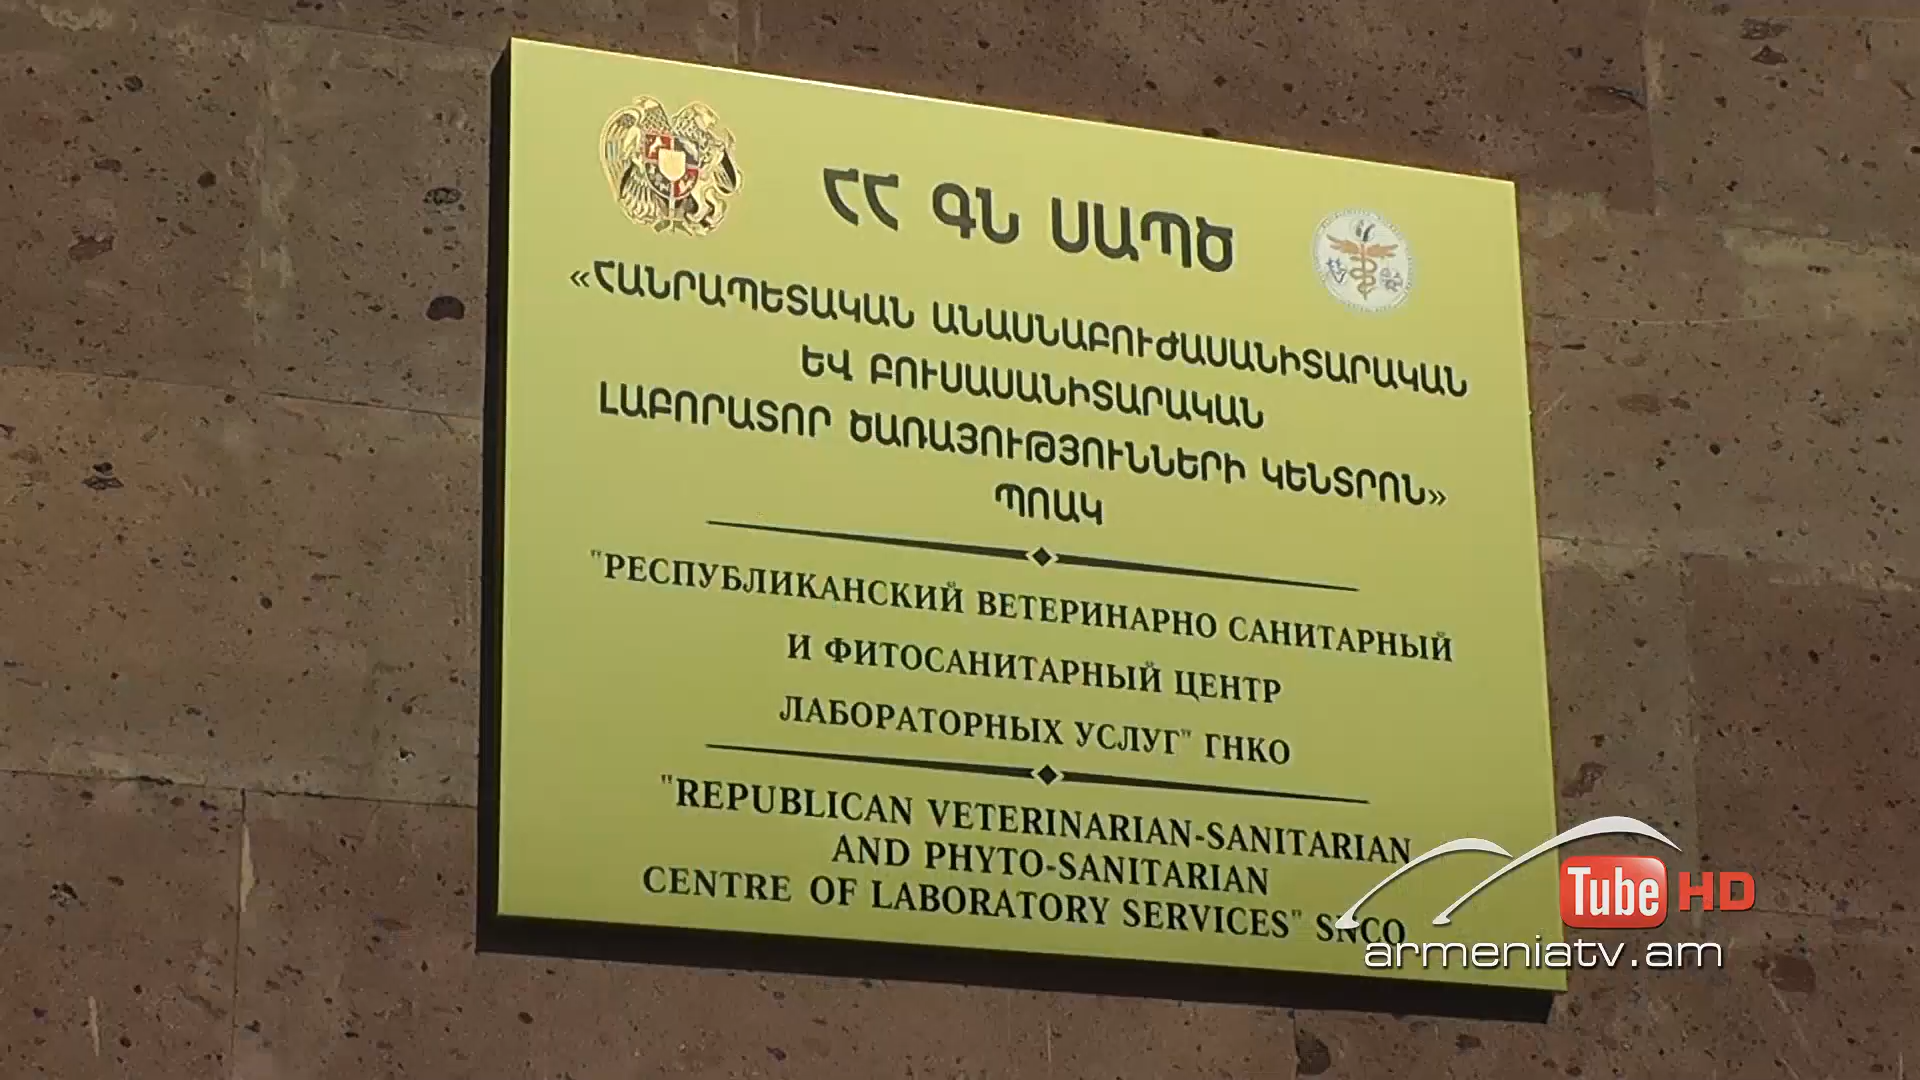 ՀՀ ԳՆ ՍԱՊԾ
«ՀԱՆՐԱՊԵՏԱԿԱՆ ԱՆԱՍՆԱԲՈՒԺԱՍԱՆԻՏԱՐԱԿԱՆ
ԵՎ ԲՈՒՍԱՍԱՆԻՏԱՐԱԿԱՆ
ԼԱԲՈՐԱՏՈՐ ԾԱՌԱՅՈՒԹՅՈՒՆՆԵՐԻ ԿԵՆՏՐՈՆ»
ՊՈԱԿ
"РЕСПУБЛИКАНСКИЙ ВЕТЕРИНАРНО САНИТАРНЫЙ
И ФИТОСАНИТАРНЫЙ ЦЕНТР
ЛАБОРАТОРНЫХ УСЛУГ" ГНКО
"REPUBLICAN VETERINARIAN-SANITARIAN
AND PHYTO-SANITARIAN
CENTRE OF LABORATORY SERVICES" SNCO
Tube HD
armeniatv.am